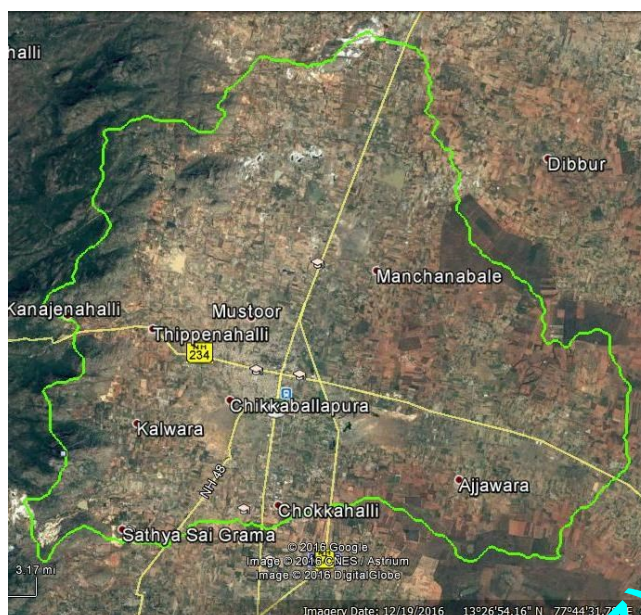 halli
Dibbur
Manchanabale
Kanajenahalli
Mustoor
Thippenahalli
NH
234
Chikkaballapura
Kalwara
NH 48
Ajjawara
Chokkahalli
Sathya Sai Grama
© 2016 Google
Image © 2016 CNES / Astrium
Image © 2016 DigitalGlobe
3.17 mi
Imagery Date: 12/19/2016 13°26'54.16" N